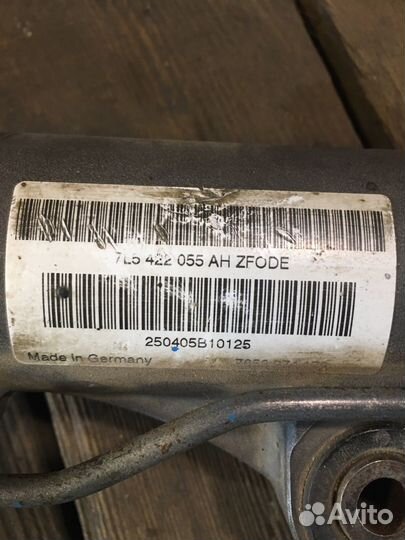 7L5 422 055 AH ZFODE
250405B10125
Made in Germany
Avito